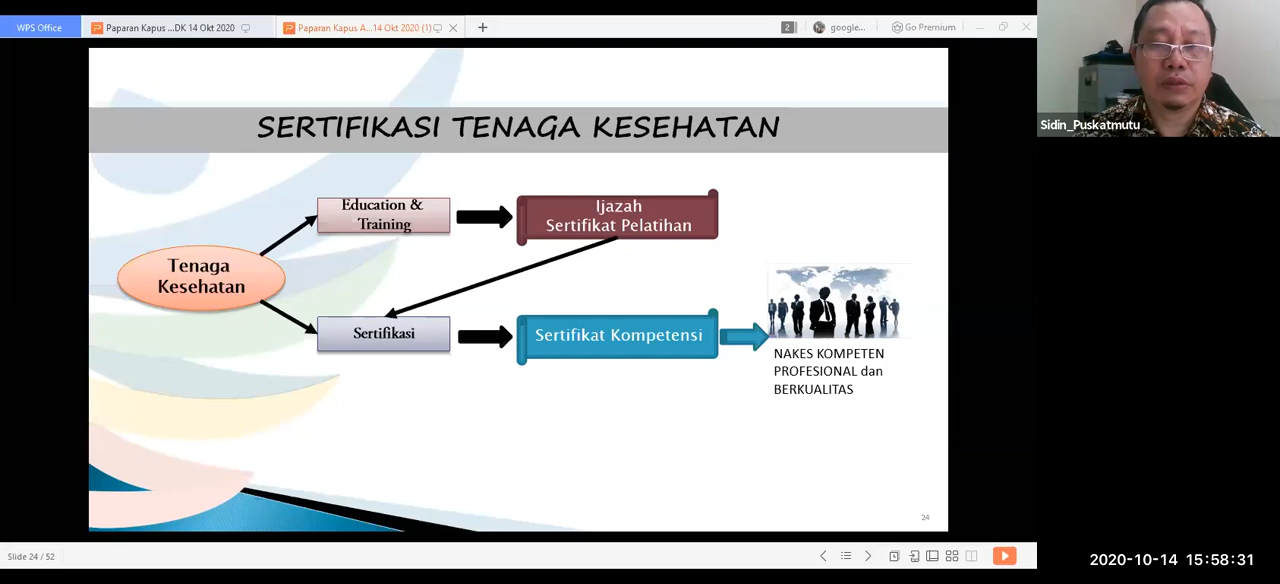 WPS Office
Paparan Kapus ...DK 14 Okt 2020
Paparan Kapus A...14 Okt 2020 (1)
2
google...
Go Premium
Sidin_Puskatmutu
SERTIFIKASI TENAGA KESEHATAN
Education &
Training
Ijazah
Sertifikat Pelatihan
Tenaga
Kesehatan
Sertifikasi
Sertifikat Kompetensi
NAKES KOMPETEN
PROFESIONAL dan
BERKUALITAS
24
Slide 24 / 52
2020-10-14 15:58:31